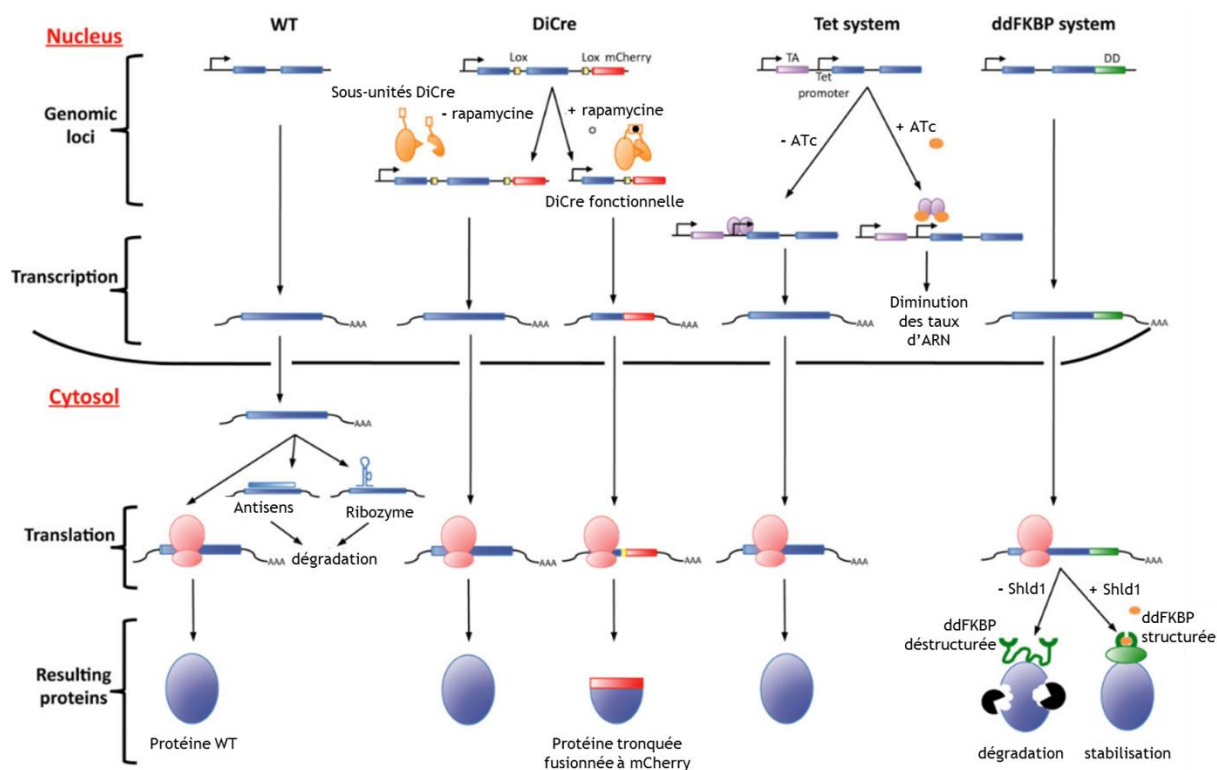 Nucleus
WT
DiCre
Tet system
ddFKBP system
Genomic
loci
Lox
Lox mCherry
TA
Tet
promoter
DD
Sous-unités DiCre
- rapamycine
+ rapamycine
- ATc
+ ATc
DiCre fonctionnelle
Transcription
AAA
AAA
AAA
AAA
Diminution
des taux
d'ARN
AAA
Cytosol
AAA
Antisens
Ribozyme
dégradation
Translation
AAA
AAA
AAA
AAA
AAA
- Shld1
+ Shld1
ddFKBP
déstructurée
ddFKBP
structurée
Resulting
proteins
Protéine WT
Protéine tronquée
fusionnée à mCherry
dégradation
stabilisation